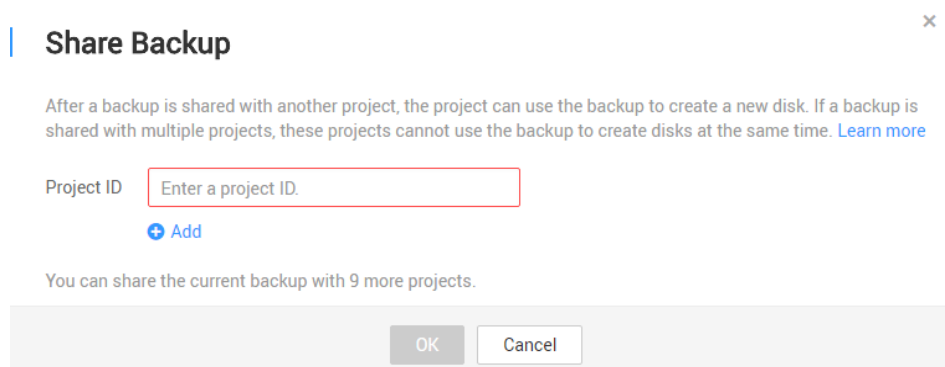 ×
Share Backup
After a backup is shared with another project, the project can use the backup to create a new disk. If a backup is
shared with multiple projects, these projects cannot use the backup to create disks at the same time. Learn more
Project ID Enter a project ID.
Add
You can share the current backup with 9 more projects.
OK Cancel